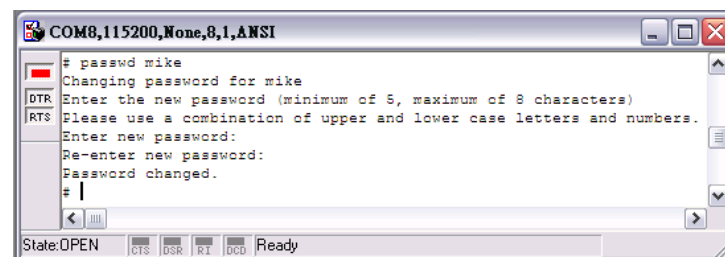 COM8,115200,None,8,1,ANSI
# passwd mike
Changing password for mike
DTR
Enter the new password (minimum of 5, maximum of 8 characters)
RTS
Please use a combination of upper and lower case letters and numbers.
Enter new password:
Re-enter new password:
Password changed.
#
State:OPEN CTS DSR RI DCD Ready